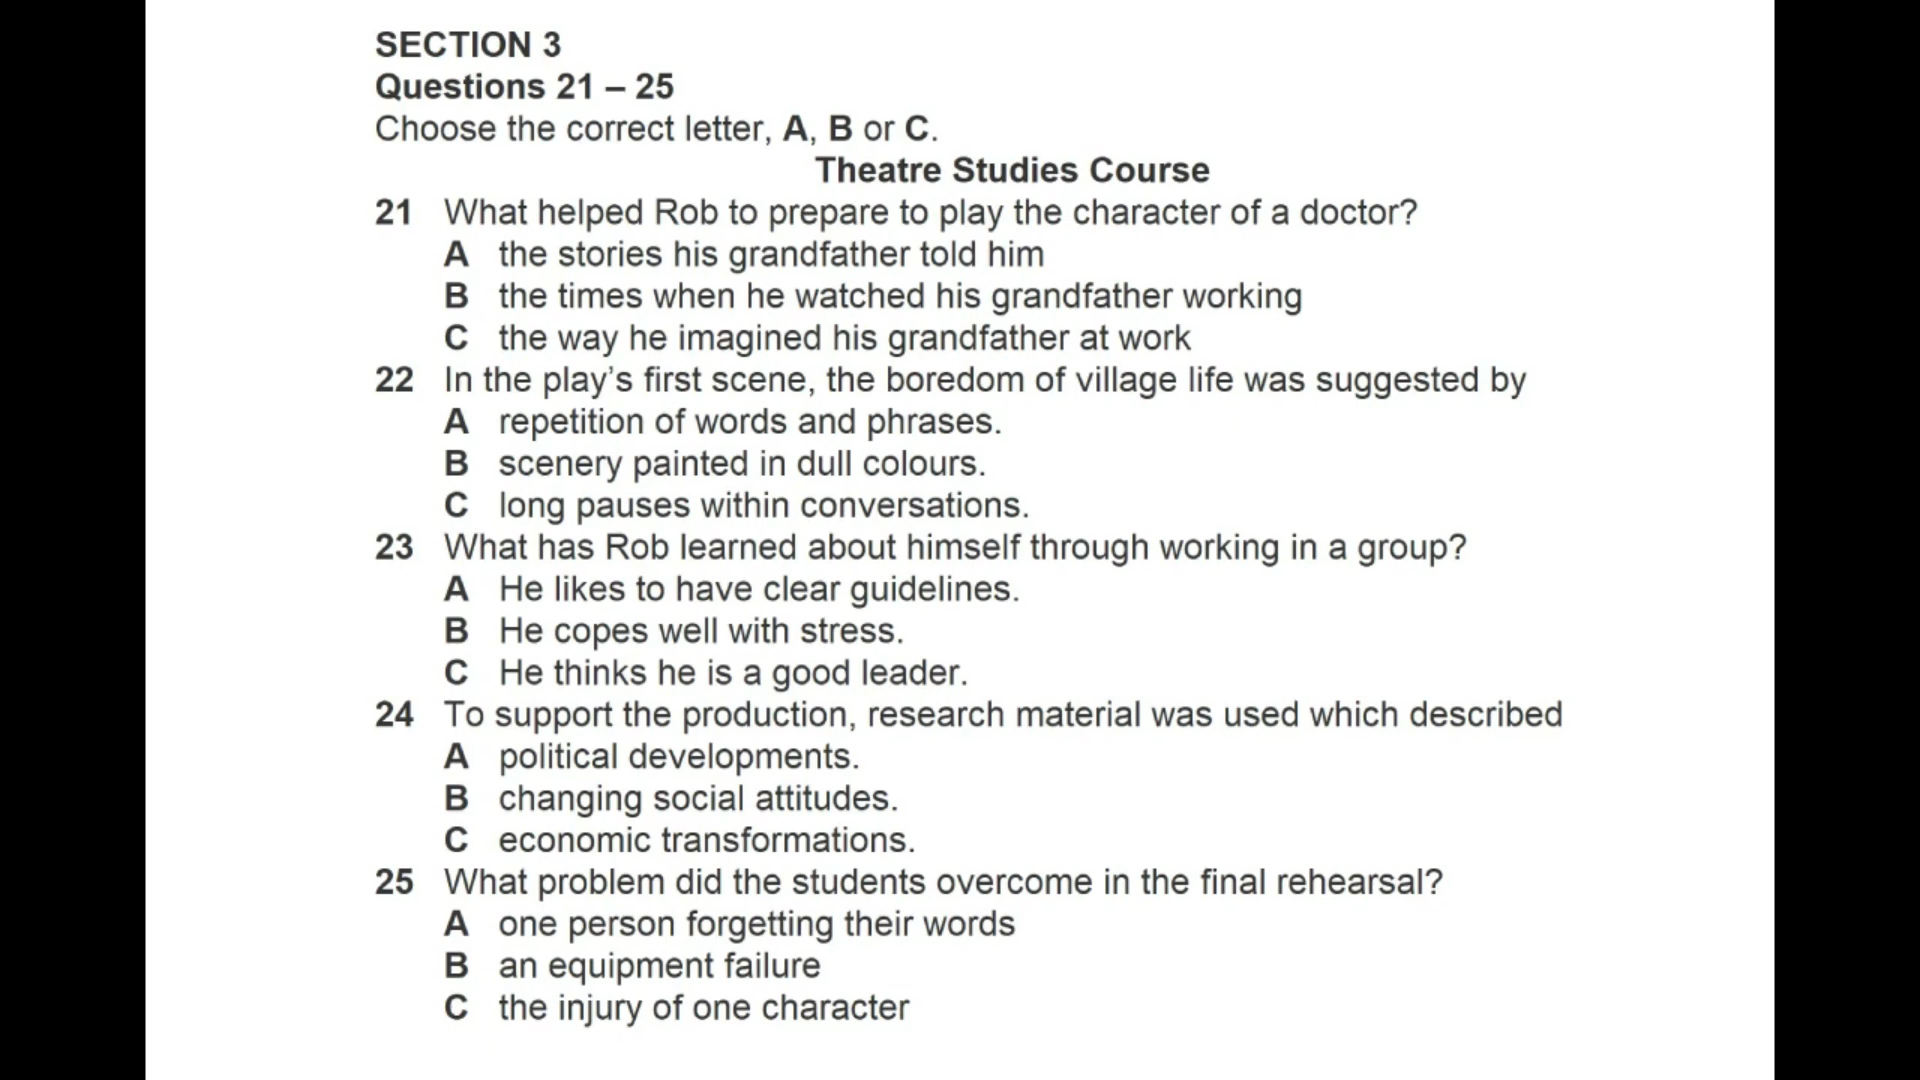 SECTION 3
Questions 21 – 25
Choose the correct letter, A, B or C.
Theatre Studies Course
21 What helped Rob to prepare to play the character of a doctor?
A the stories his grandfather told him
B the times when he watched his grandfather working
C the way he imagined his grandfather at work
22 In the play’s first scene, the boredom of village life was suggested by
A repetition of words and phrases.
B scenery painted in dull colours.
C long pauses within conversations.
23 What has Rob learned about himself through working in a group?
A He likes to have clear guidelines.
B He copes well with stress.
C He thinks he is a good leader.
24 To support the production, research material was used which described
A political developments.
B changing social attitudes.
C economic transformations.
25 What problem did the students overcome in the final rehearsal?
A one person forgetting their words
B an equipment failure
C the injury of one character